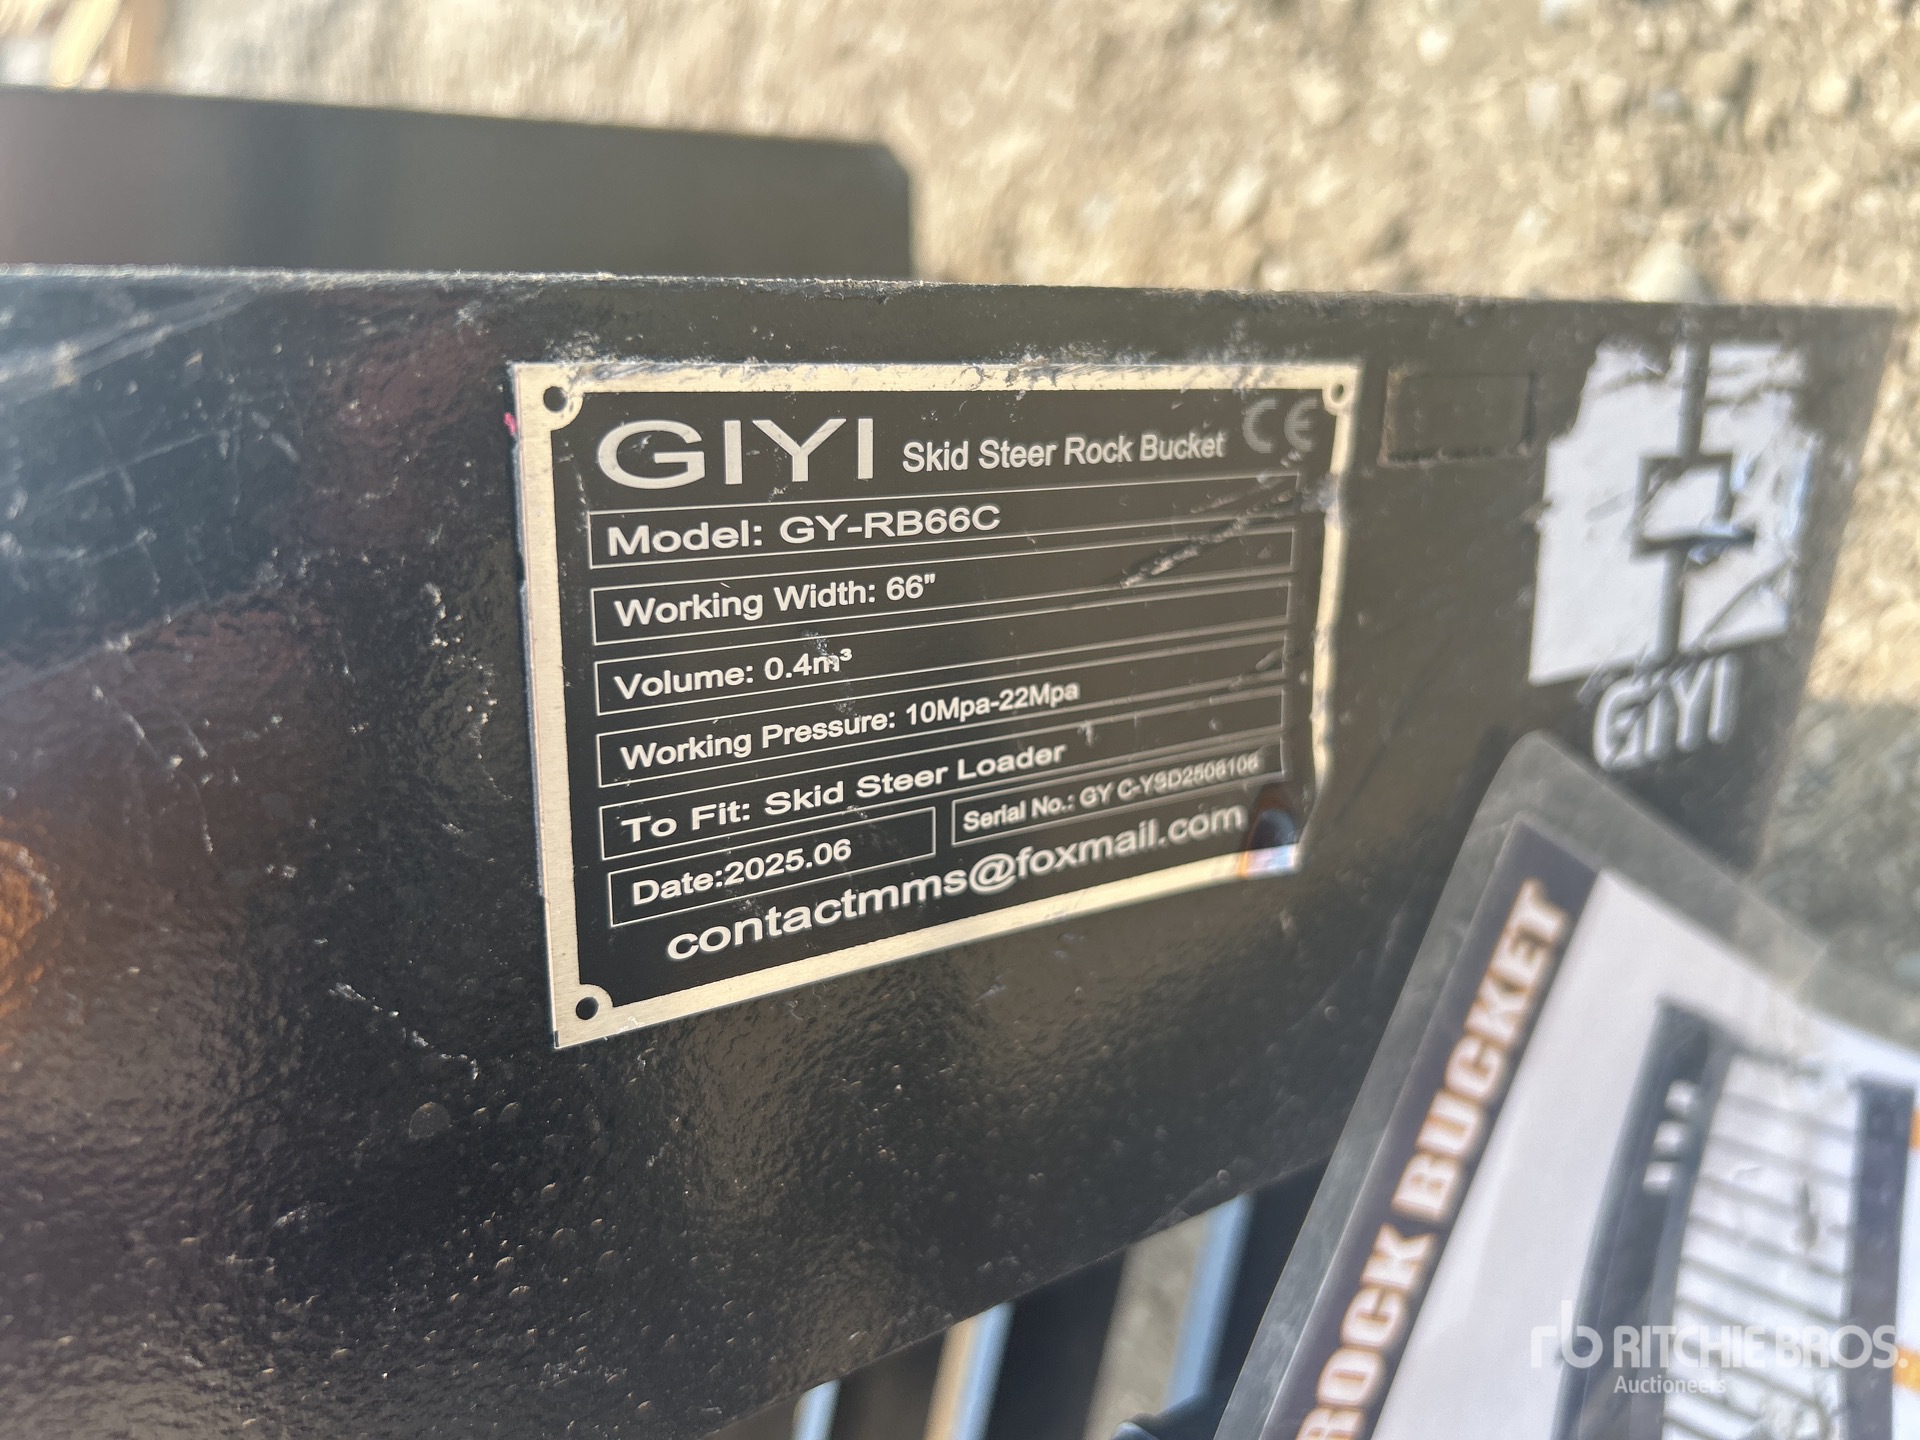 GIYI Skid Steer Rock Bucket CE
Model: GY-RB66C
Working Width: 66"
Volume: 0.4m³
Working Pressure: 10Mpa-22Mpa
To Fit: Skid Steer Loader
Date:2025.06 Serial No.: GY C-YSD2506106
contactmms@foxmail.com
GIYI
ROCK BUCKET
rb RITCHIE BROS.
Auctioneers